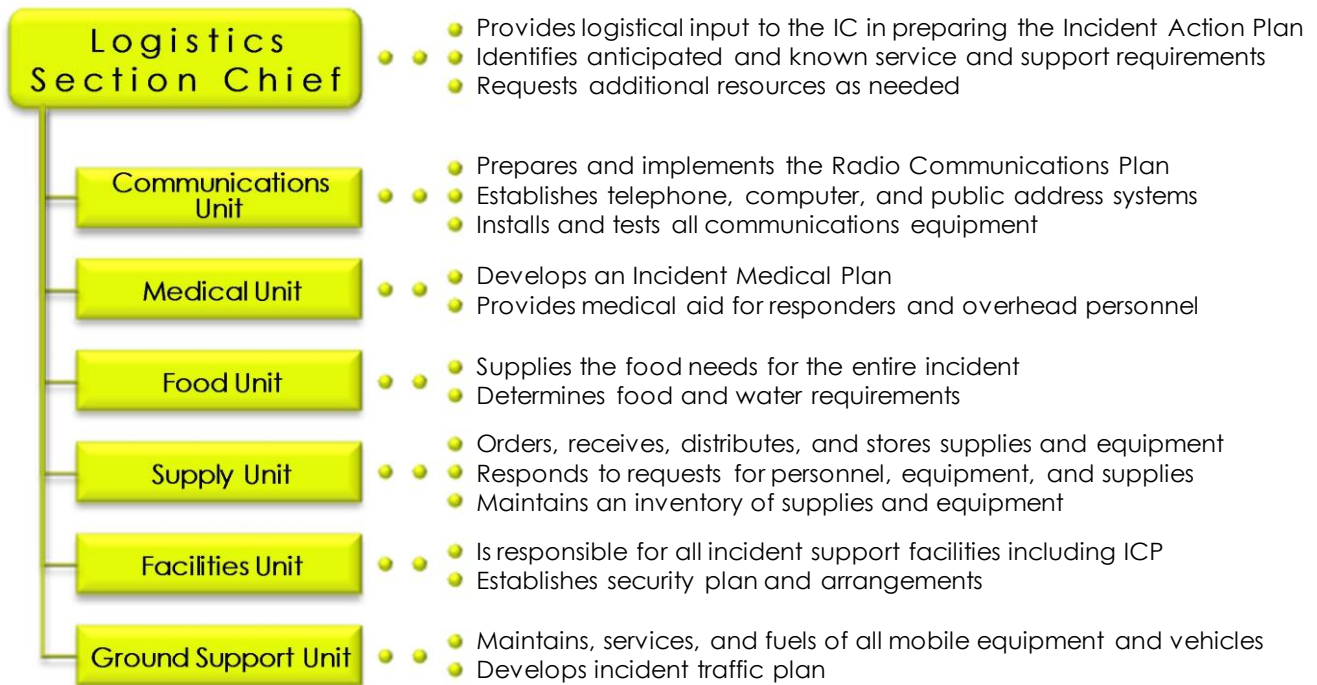 Logistics
Section Chief
Provides logistical input to the IC in preparing the Incident Action Plan
Identifies anticipated and known service and support requirements
Requests additional resources as needed
Communications
Unit
Prepares and implements the Radio Communications Plan
Establishes telephone, computer, and public address systems
Installs and tests all communications equipment
Medical Unit
Develops an Incident Medical Plan
Provides medical aid for responders and overhead personnel
Food Unit
Supplies the food needs for the entire incident
Determines food and water requirements
Supply Unit
Orders, receives, distributes, and stores supplies and equipment
Responds to requests for personnel, equipment, and supplies
Maintains an inventory of supplies and equipment
Facilities Unit
Is responsible for all incident support facilities including ICP
Establishes security plan and arrangements
Ground Support Unit
Maintains, services, and fuels of all mobile equipment and vehicles
Develops incident traffic plan